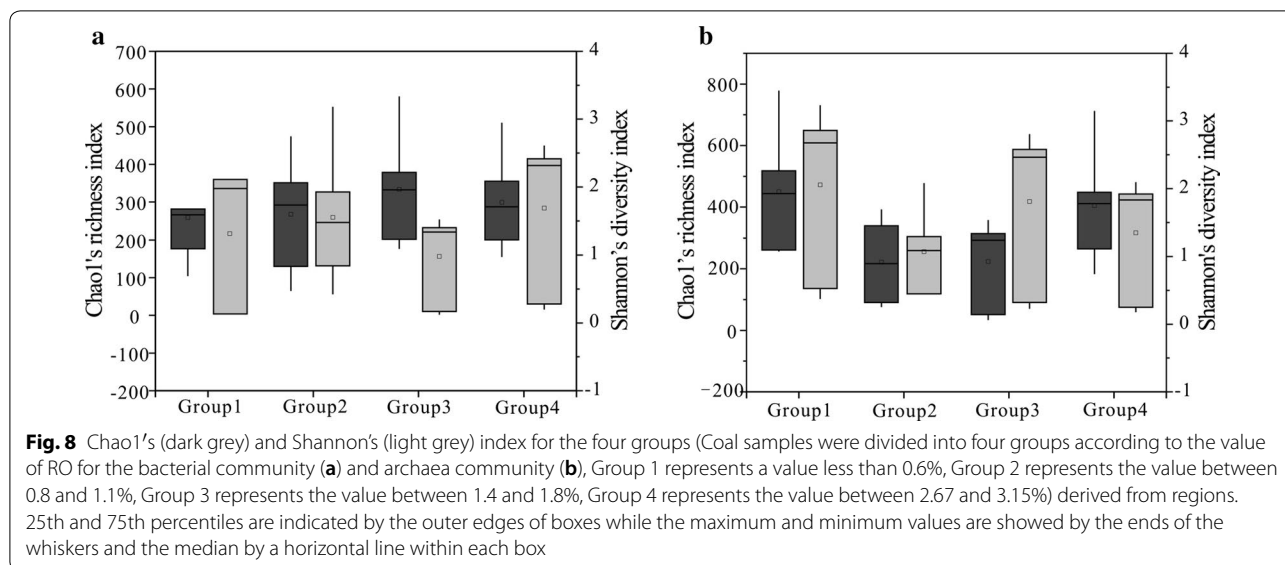 a
b
700
600
500
400
300
200
100
0
-100
-200
Chao1's richness index
4
3
2
1
0
-1
Shannon's diversity index
Group1 Group2 Group3 Group4
800
600
400
200
0
−200
Chao1's richness index
4
3
2
1
0
-1
Shannon's diversity index
Group1 Group2 Group3 Group4
Fig. 8 Chao1′s (dark grey) and Shannon's (light grey) index for the four groups (Coal samples were divided into four groups according to the value
of RO for the bacterial community (a) and archaea community (b), Group 1 represents a value less than 0.6%, Group 2 represents the value between
0.8 and 1.1%, Group 3 represents the value between 1.4 and 1.8%, Group 4 represents the value between 2.67 and 3.15%) derived from regions.
25th and 75th percentiles are indicated by the outer edges of boxes while the maximum and minimum values are showed by the ends of the
whiskers and the median by a horizontal line within each box